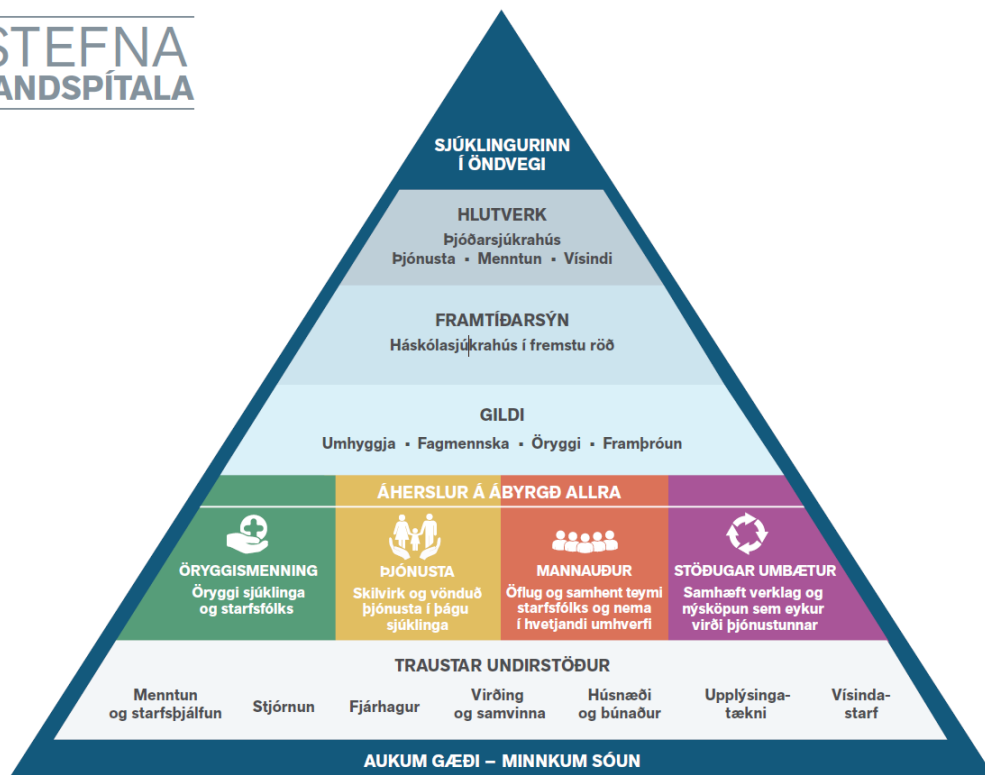 STEFNA
ANDSPÍTALA
SJÚKLINGURINN
Í ÖNDVEGI
HLUTVERK
Þjóðarsjúkrahús
Þjónusta ▪ Menntun ▪ Vísindi
FRAMTÍÐARSÝN
Háskólasjúkrahús í fremstu röð
GILDI
Umhyggja ▪ Fagmennska ▪ Öryggi ▪ Framþróun
ÁHERSLUR Á ÁBYRGÐ ALLRA
ÖRYGGISMENNING
Öryggi sjúklinga
og starfsfólks
ÞJÓNUSTA
Skilvirk og vönduð
þjónusta í þágu
sjúklinga
MANNAUÐUR
Öflug og samhent teymi
starfsfólks og nema
í hvetjandi umhverfi
STÖÐUGAR UMBÆTUR
Samhæft verklag og
nýsköpun sem eykur
virði þjónustunnar
TRAUSTAR UNDIRSTÖÐUR
Menntun
og starfsþjálfun
Stjórnun
Fjárhagur
Virðing
og samvinna
Húsnæði
og búnaður
Upplýsinga-
tækni
Vísinda-
starf
AUKUM GÆÐI – MINNKUM SÓUN